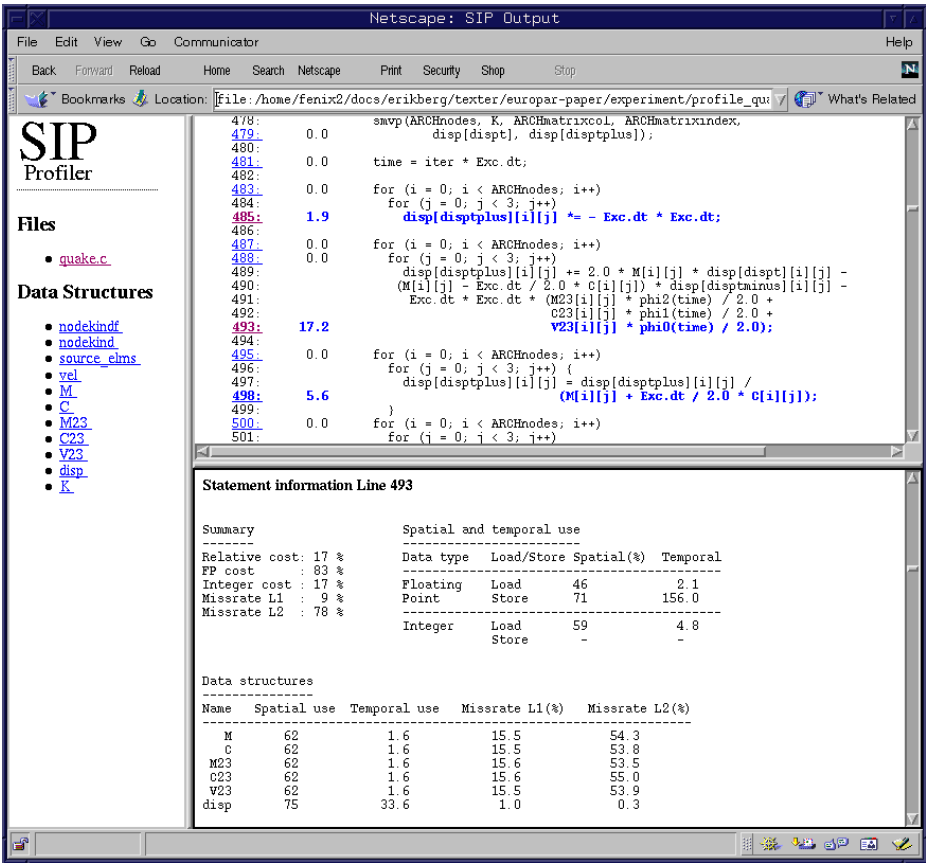 Netscape: SIP Output
File Edit View Go Communicator Help
Back Forward Reload Home Search Netscape Print Security Shop Stop N
Bookmarks Location: file:/home/fenix2/docs/erikberg/texter/europar-paper/experiment/profile_qua What's Related
SIP
Profiler
Files
quake.c
Data Structures
nodekindf
nodekind
source_elms
vel
M
C
M23
C23
V23
disp
K
478: smvp(ARCHnodes, K, ARCHmatrixcol, ARCHmatrixindex,
479: 0.0 disp[dispt], disp[disptplus]);
480:
481: 0.0 time = iter * Exc.dt;
482:
483: 0.0 for (i = 0; i < ARCHnodes; i++)
484: for (j = 0; j < 3; j++)
485: 1.9 disp[disptplus][i][j] *= - Exc.dt * Exc.dt;
486:
487: 0.0 for (i = 0; i < ARCHnodes; i++)
488: 0.0 for (j = 0; j < 3; j++)
489: disp[disptplus][i][j] += 2.0 * M[i][j] * disp[dispt][i][j] -
490: (M[i][j] - Exc.dt / 2.0 * C[i][j]) * disp[disptminus][i][j] -
491: Exc.dt * Exc.dt * (M23[i][j] * phi2(time) / 2.0 +
492: C23[i][j] * phi1(time) / 2.0 +
493: 17.2 V23[i][j] * phi0(time) / 2.0);
494:
495: 0.0 for (i = 0; i < ARCHnodes; i++)
496: for (j = 0; j < 3; j++) {
497: disp[disptplus][i][j] = disp[disptplus][i][j] /
498: 5.6 (M[i][j] + Exc.dt / 2.0 * C[i][j]);
499: }
500: 0.0 for (i = 0; i < ARCHnodes; i++)
501: for (j = 0; j < 3; j++)
Statement information Line 493
Summary
-------
Relative cost: 17 %
FP cost : 83 %
Integer cost : 17 %
Missrate L1 : 9 %
Missrate L2 : 78 %
Spatial and temporal use
Data type Load/Store Spatial(%) Temporal
Floating Load 46 2.1
Point Store 71 156.0
Integer Load 59 4.8
Store - -
Data structures
Name Spatial use Temporal use Missrate L1(%) Missrate L2(%)
M 62 1.6 15.5 54.3
C 62 1.6 15.5 53.8
M23 62 1.6 15.6 53.5
C23 62 1.6 15.6 55.0
V23 62 1.6 15.5 53.9
disp 75 33.6 1.0 0.3